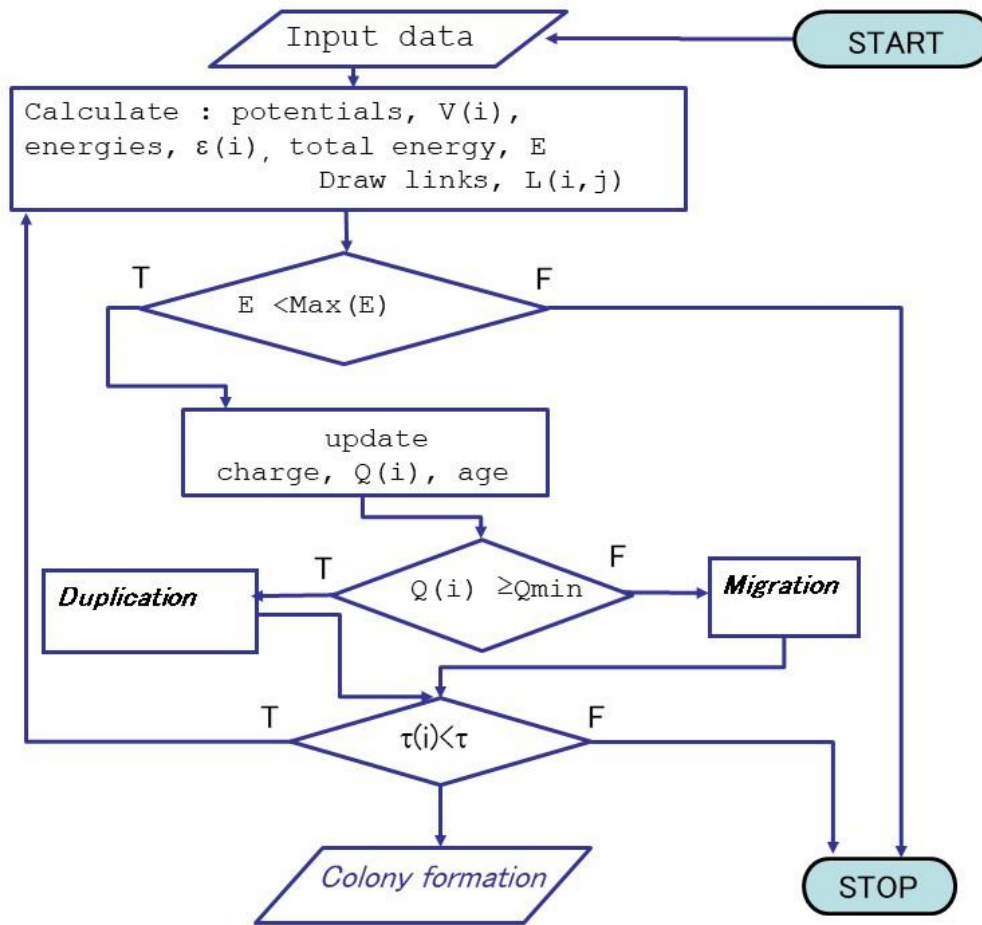 Input data
START
Calculate : potentials, V(i),
energies, ε(i), total energy, E
Draw links, L(i,j)
T
F
E <Max(E)
update
charge, Q(i), age
T
F
Duplication
Q(i) ≥Qmin
Migration
T
F
τ(i)<τ
Colony formation
STOP